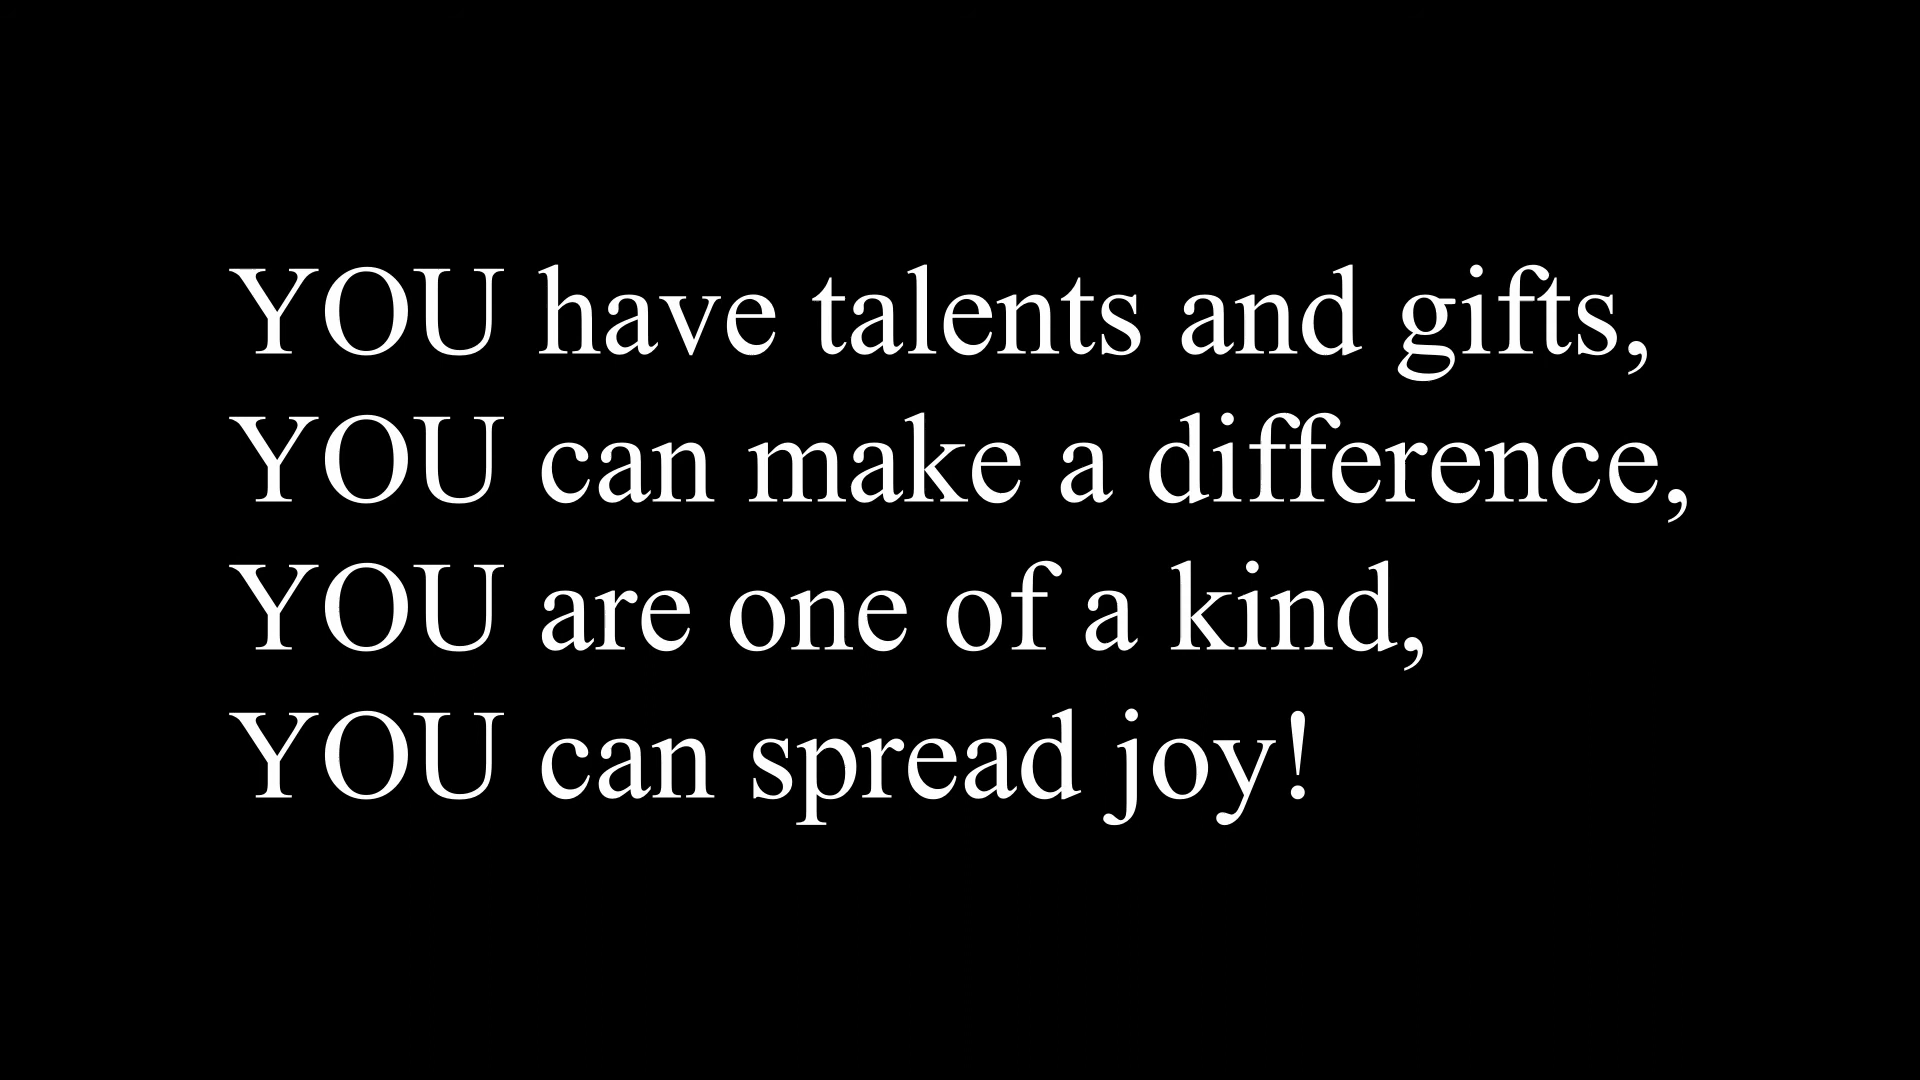 YOU have talents and gifts,
YOU can make a difference,
YOU are one of a kind,
YOU can spread joy!